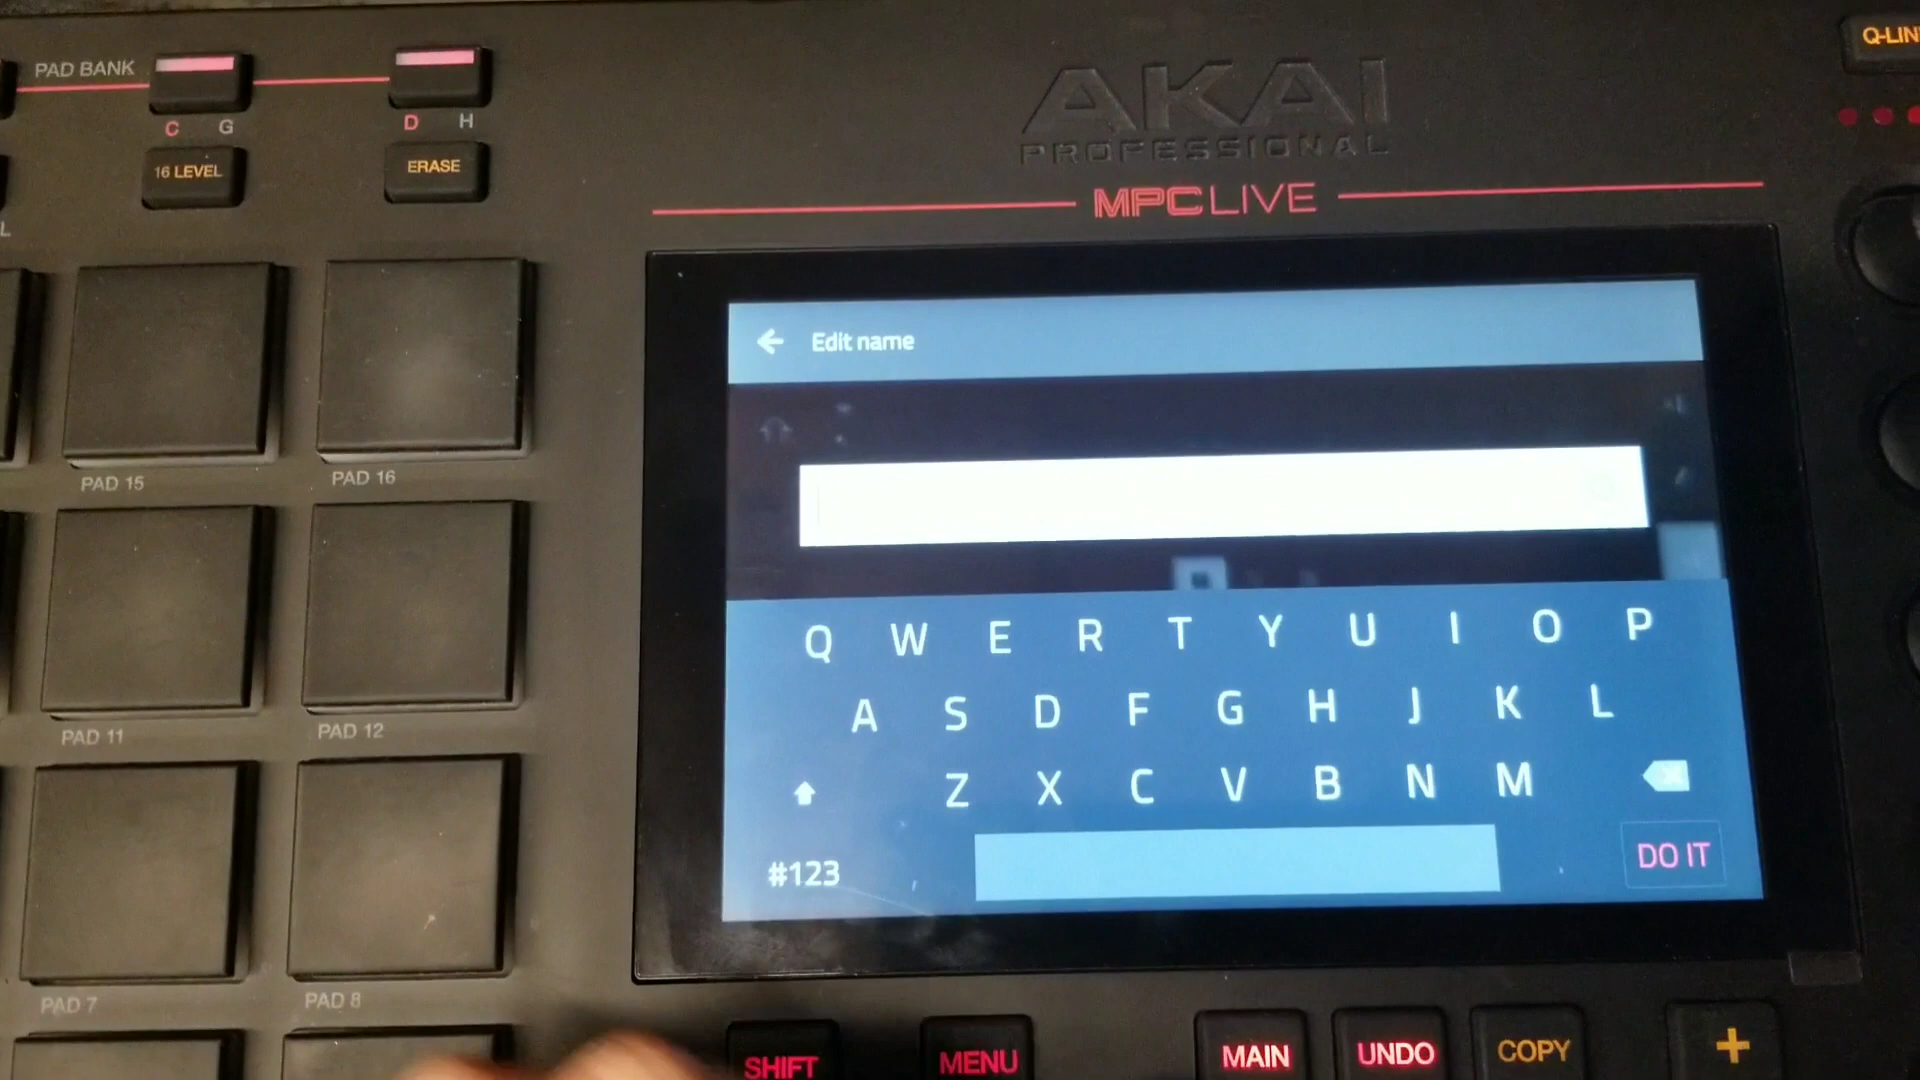 PAD BANK
C G
D H
16 LEVEL
ERASE
AKAI
PROFESSIONAL
MPC LIVE
PAD 15
PAD 16
PAD 11
PAD 12
PAD 7
PAD 8
Edit name
Q W E R T Y U I O P
A S D F G H J K L
Z X C V B N M
#123
DO IT
SHIFT
MENU
MAIN
UNDO
COPY
+